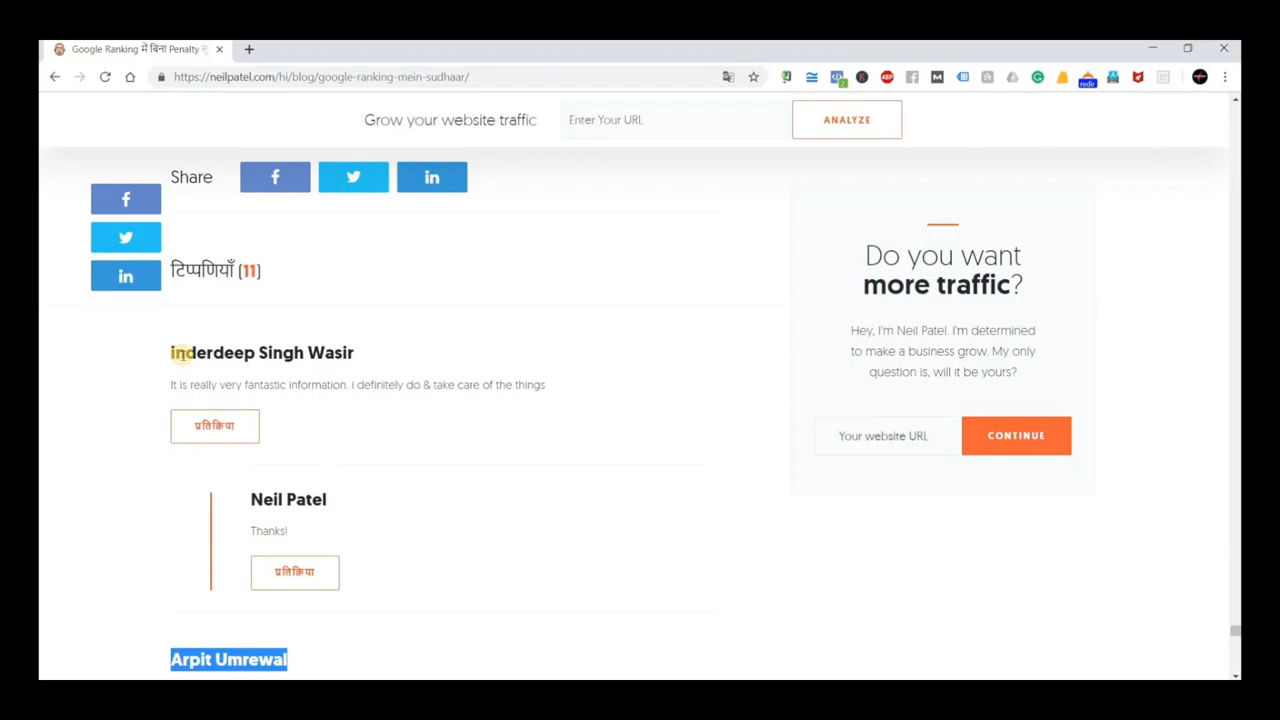 Google Ranking में बिना Penalty
https://neilpatel.com/hi/blog/google-ranking-mein-sudhaar/
redir
Grow your website traffic
Enter Your URL
ANALYZE
Share
टिप्पणियाँ (11)
inderdeep Singh Wasir
It is really very fantastic information. i definitely do & take care of the things
प्रतिक्रिया
Neil Patel
Thanks!
प्रतिक्रिया
Arpit Umrewal
Do you want
more traffic?
Hey, I'm Neil Patel. I'm determined
to make a business grow. My only
question is, will it be yours?
Your website URL
CONTINUE